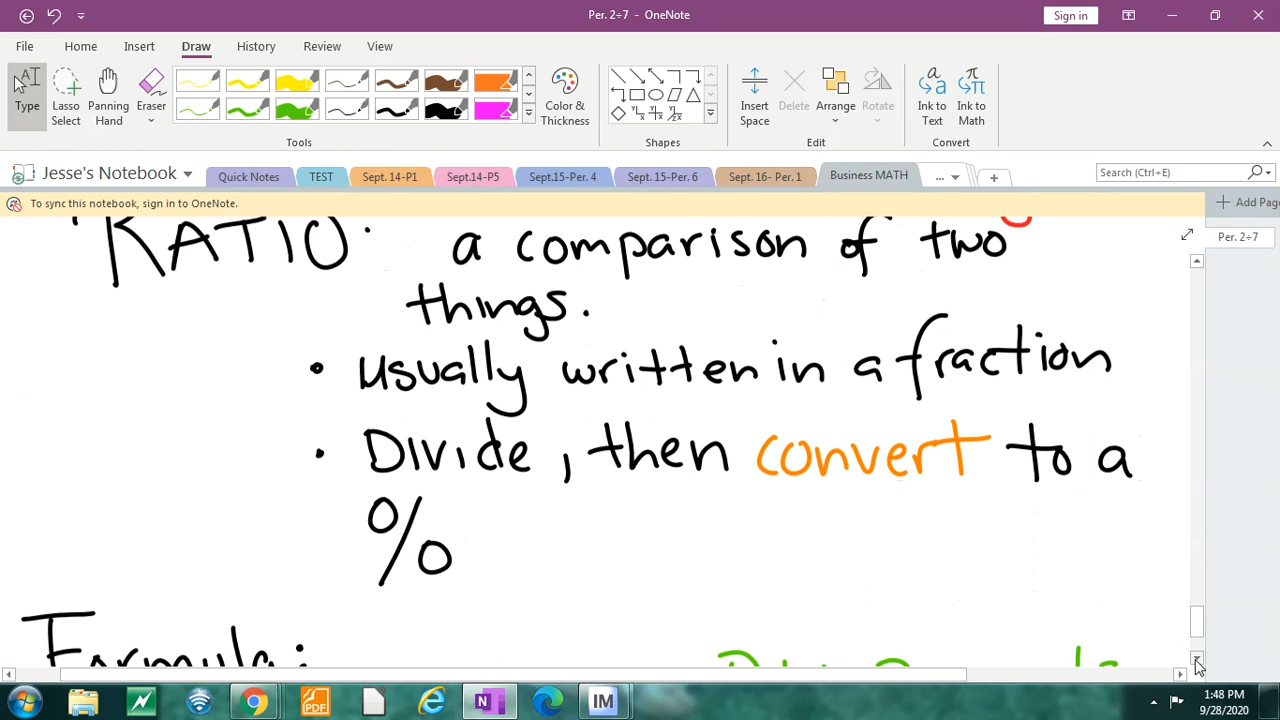 Per. 2÷7 - OneNote
Sign in
File Home Insert Draw History Review View
Type
Lasso Select
Panning Hand
Eraser
Color & Thickness
Insert Space
Delete
Arrange
Rotate
Ink to Text
Ink to Math
Tools
Shapes
Edit
Convert
Jesse's Notebook
Quick Notes TEST Sept. 14-P1 Sept.14-P5 Sept.15-Per. 4 Sept. 15-Per. 6 Sept. 16- Per. 1 Business MATH ...
Search (Ctrl+E)
To sync this notebook, sign in to OneNote.
Add Pag
Per. 2÷7
RATIO: a comparison of two
things.
• usually written in a fraction
• Divide, then convert to a
%
Formula:
PDF
IM
1:48 PM
9/28/2020